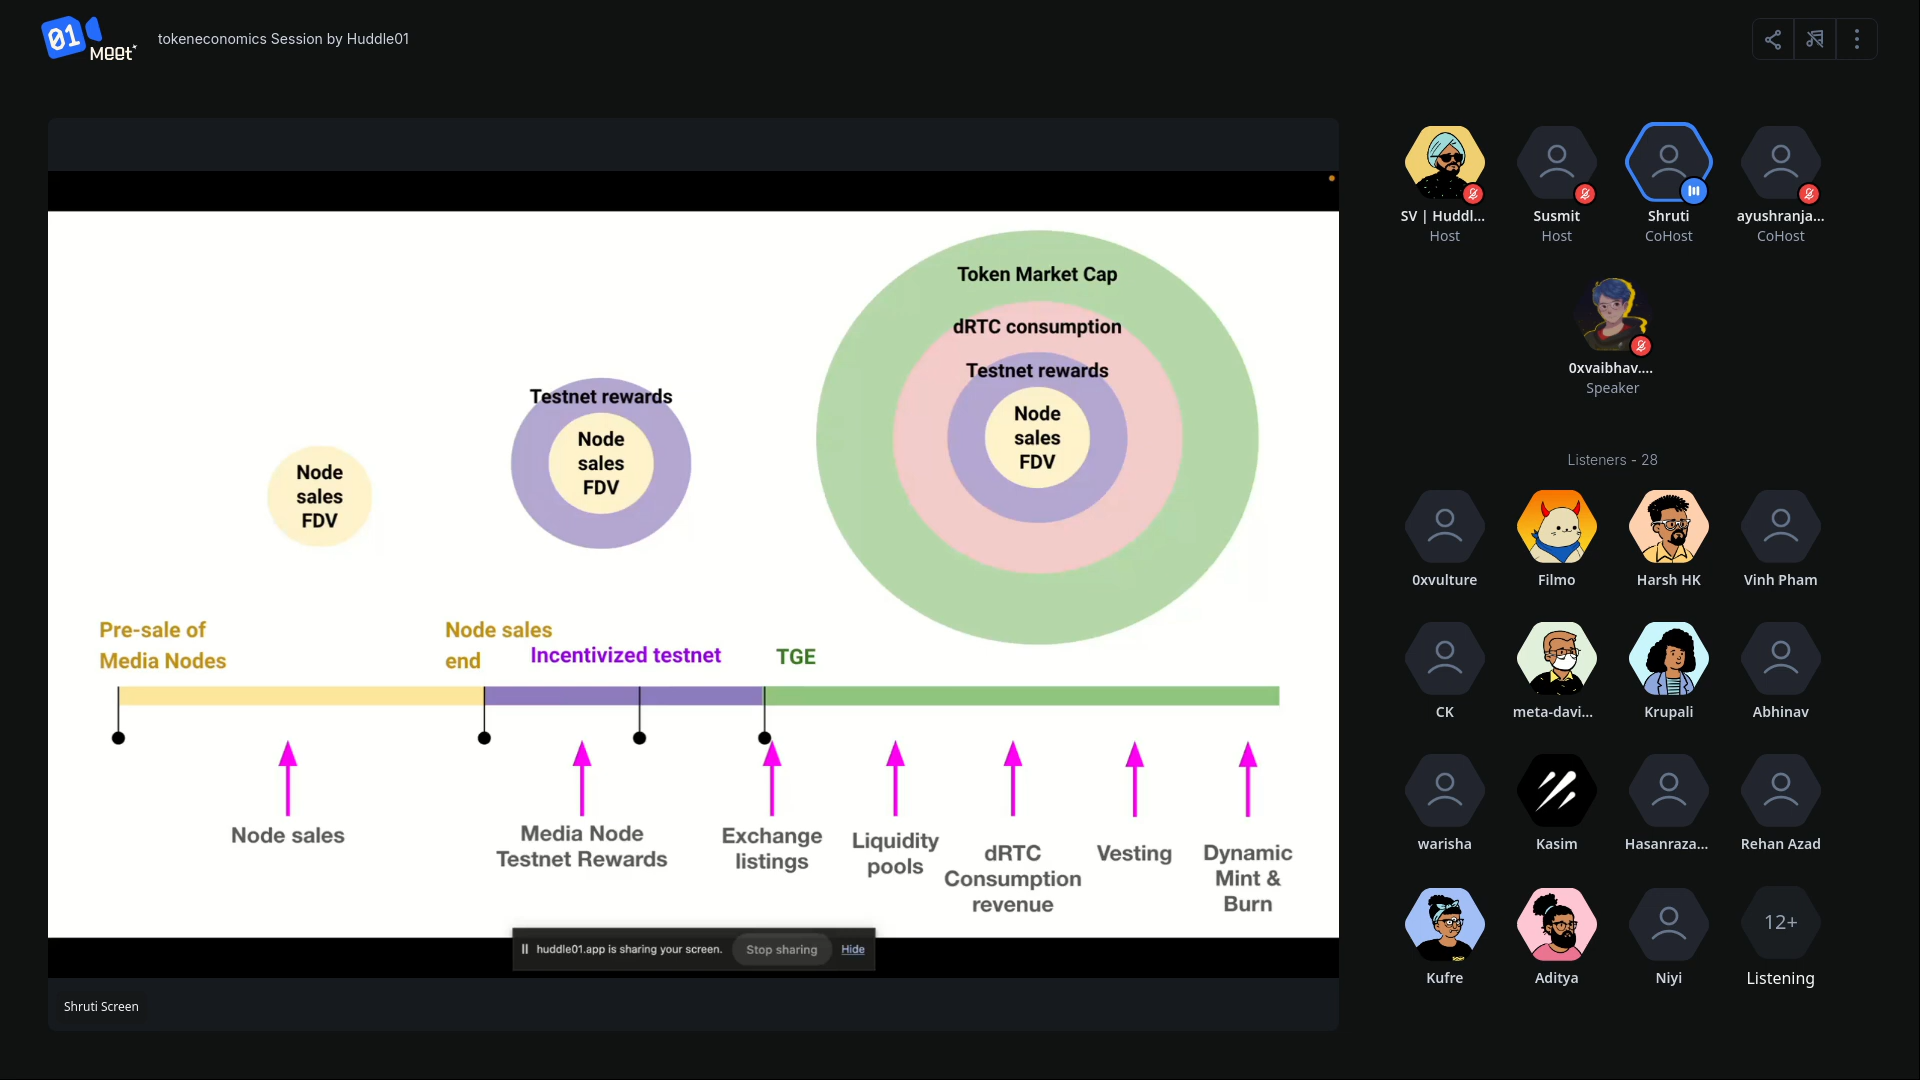 01
Meet
tokeneconomics Session by Huddle01
Token Market Cap
dRTC consumption
Testnet rewards
Node
sales
FDV
Testnet rewards
Node
sales
FDV
Node
sales
FDV
Pre-sale of
Media Nodes
Node sales
end
Incentivized testnet
TGE
Node sales
Media Node
Testnet Rewards
Exchange
listings
Liquidity
pools
dRTC
Consumption
revenue
Vesting
Dynamic
Mint &
Burn
huddle01.app is sharing your screen.
Stop sharing
Hide
Shruti Screen
SV | Huddl...
Host
Susmit
Host
Shruti
CoHost
ayushranja...
CoHost
0xvaibhav....
Speaker
Listeners - 28
0xvulture
Filmo
Harsh HK
Vinh Pham
CK
meta-davi...
Krupali
Abhinav
warisha
Kasim
Hasanraza...
Rehan Azad
Kufre
Aditya
Niyi
12+
Listening